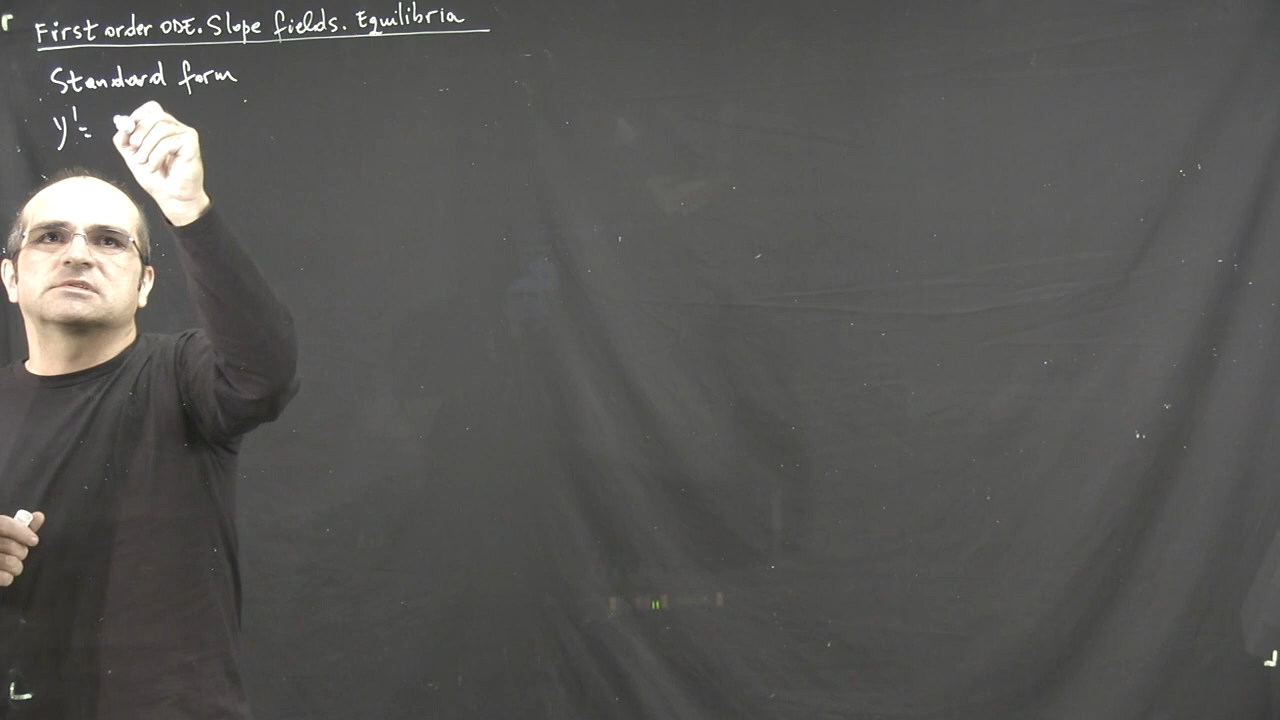 First order ODE. Slope fields. Equilibria
Standard form
y' =